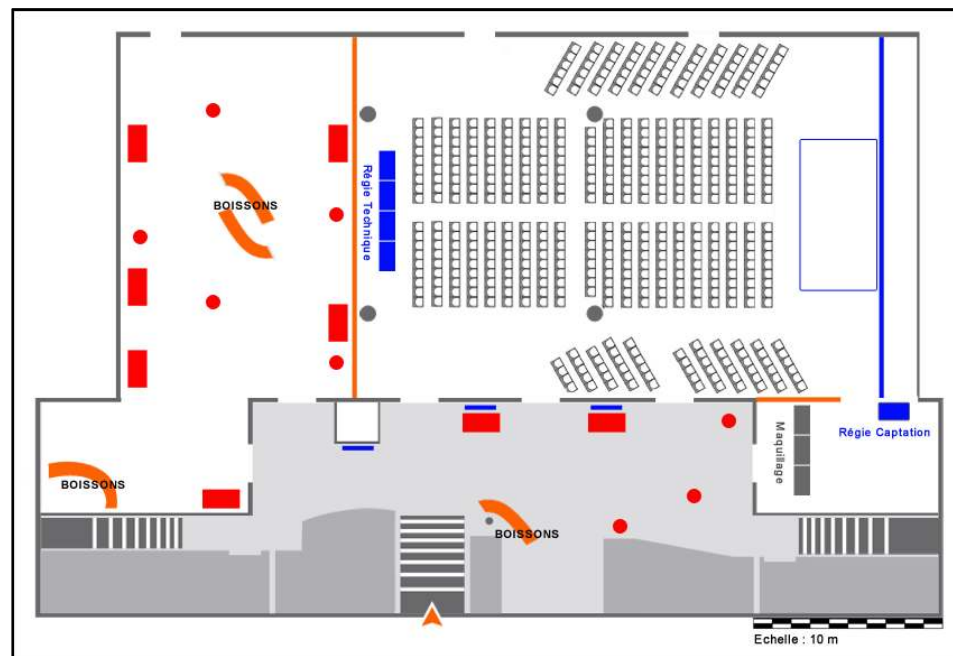 BOISSONS
Régie Technique
BOISSONS
Maquillage
Régie Captation
BOISSONS
Echelle : 10 m